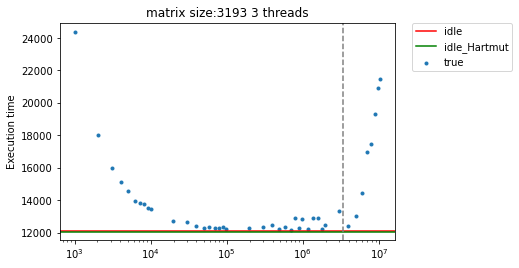 matrix size:3193 3 threads
idle
idle_Hartmut
true
Execution time
24000
22000
20000
18000
16000
14000
12000
10³ 10⁴ 10⁵ 10⁶ 10⁷